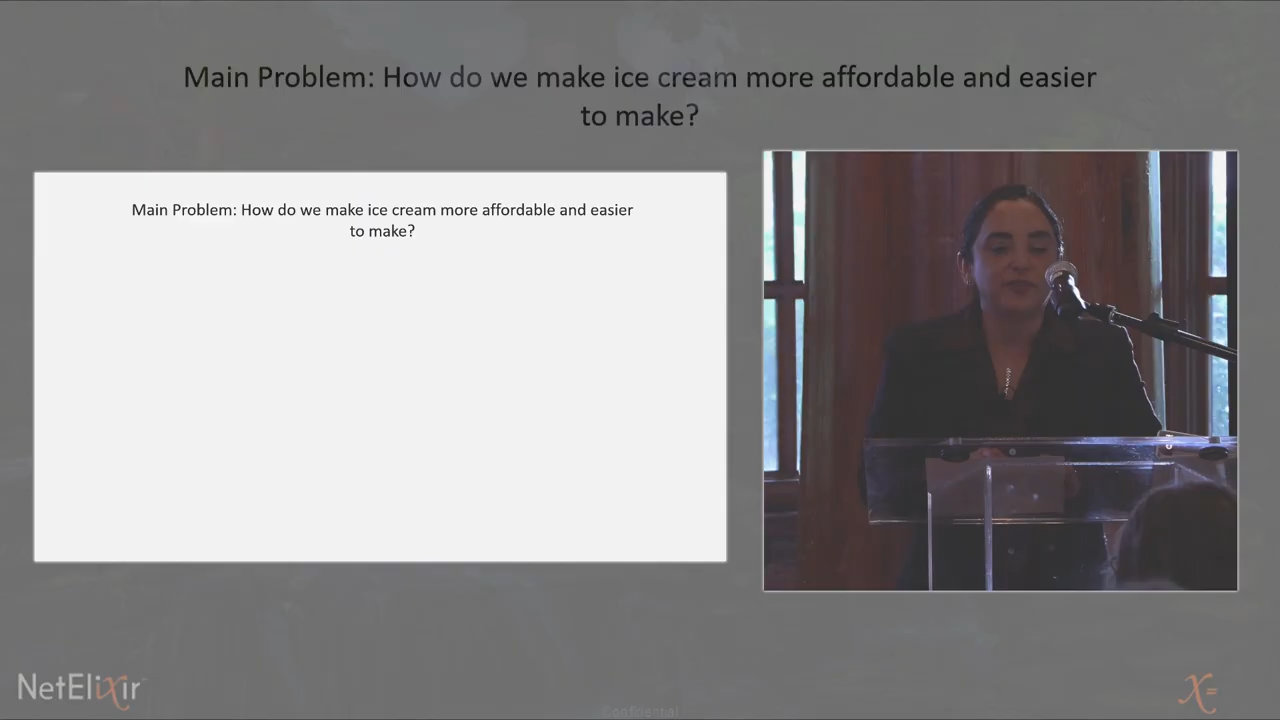 Main Problem: How do we make ice cream more affordable and easier
to make?
Main Problem: How do we make ice cream more affordable and easier
to make?
NetElixir
X=
Confidential